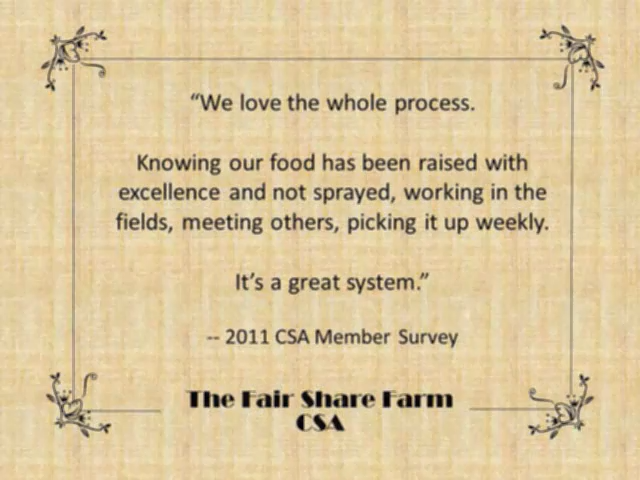 “We love the whole process.
Knowing our food has been raised with
excellence and not sprayed, working in the
fields, meeting others, picking it up weekly.
It’s a great system.”
-- 2011 CSA Member Survey
The Fair Share Farm
CSA